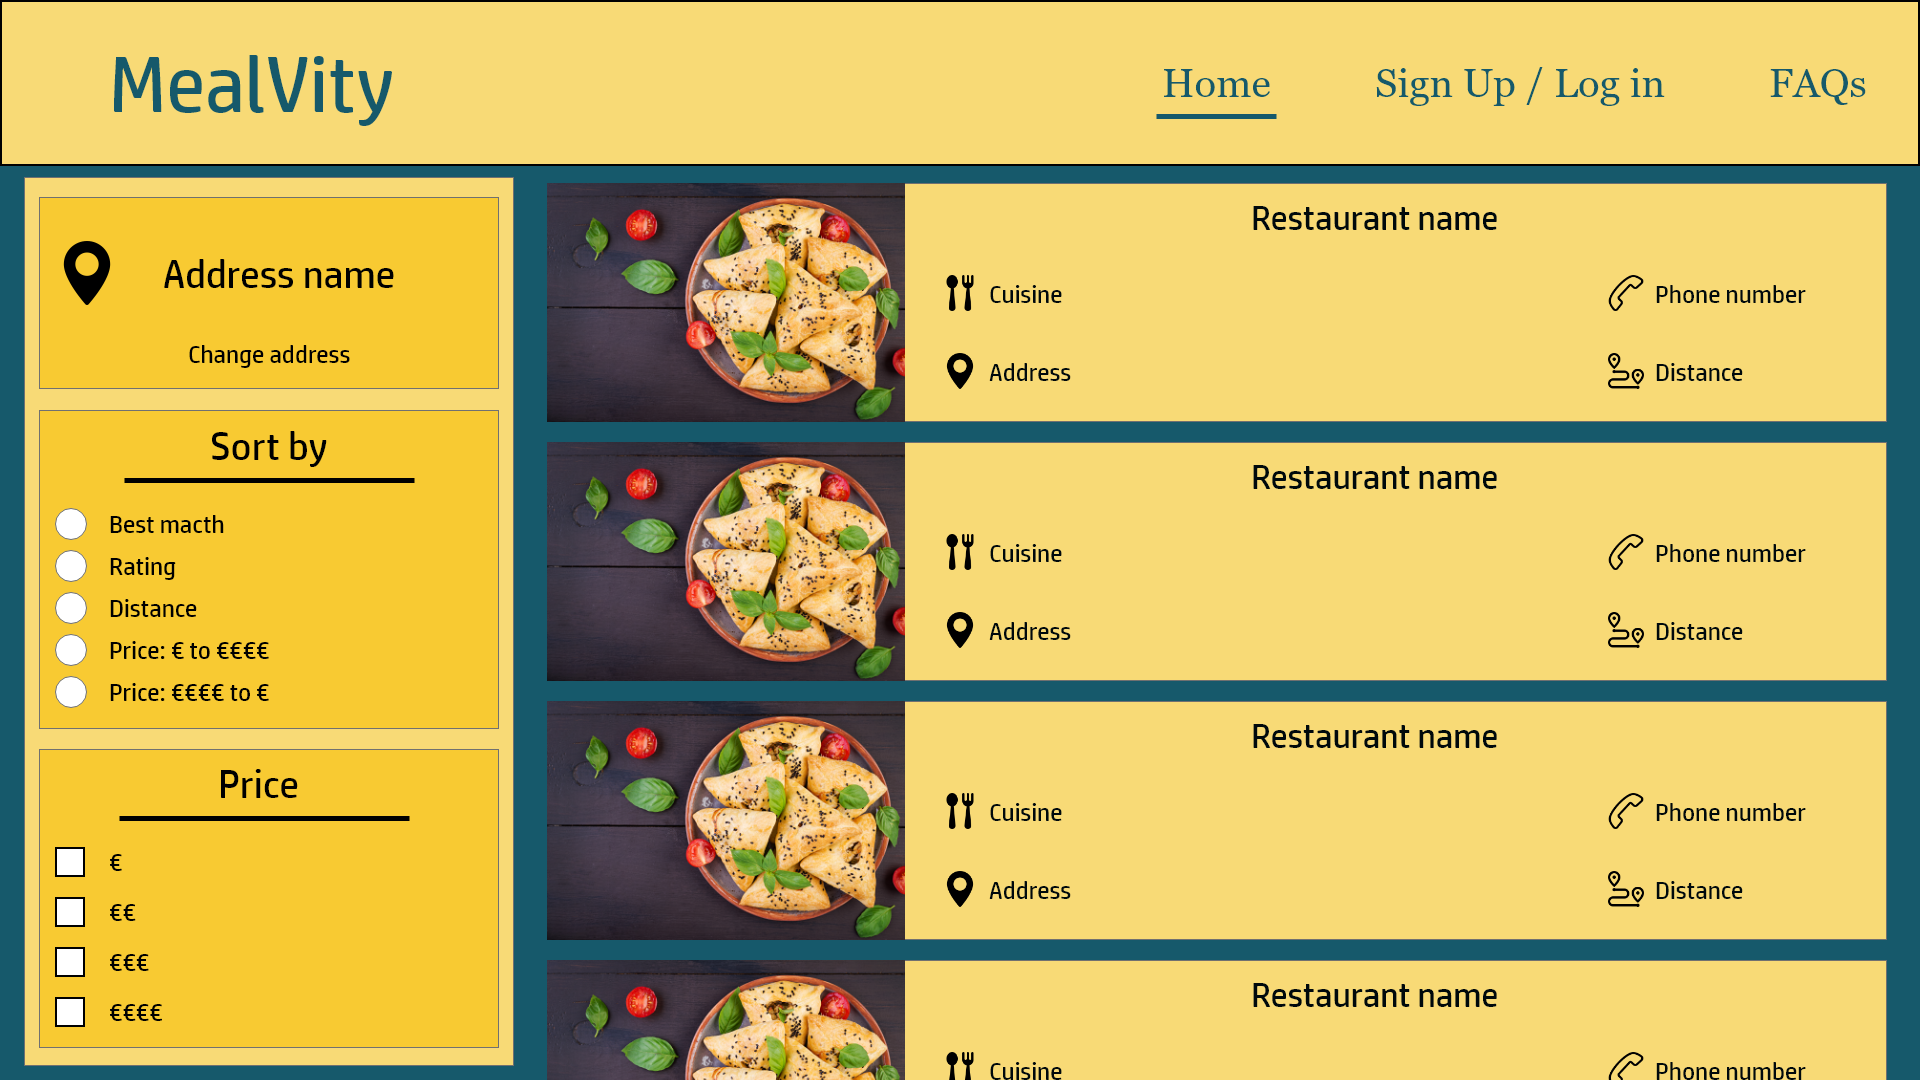 MealVity
Home
Sign Up / Log in
FAQs
Address name
Change address
Sort by
Best macth
Rating
Distance
Price: € to €€€€
Price: €€€€ to €
Price
€
€€
€€€
€€€€
Restaurant name
Cuisine
Phone number
Address
Distance
Restaurant name
Cuisine
Phone number
Address
Distance
Restaurant name
Cuisine
Phone number
Address
Distance
Restaurant name
Cuisine
Phone number